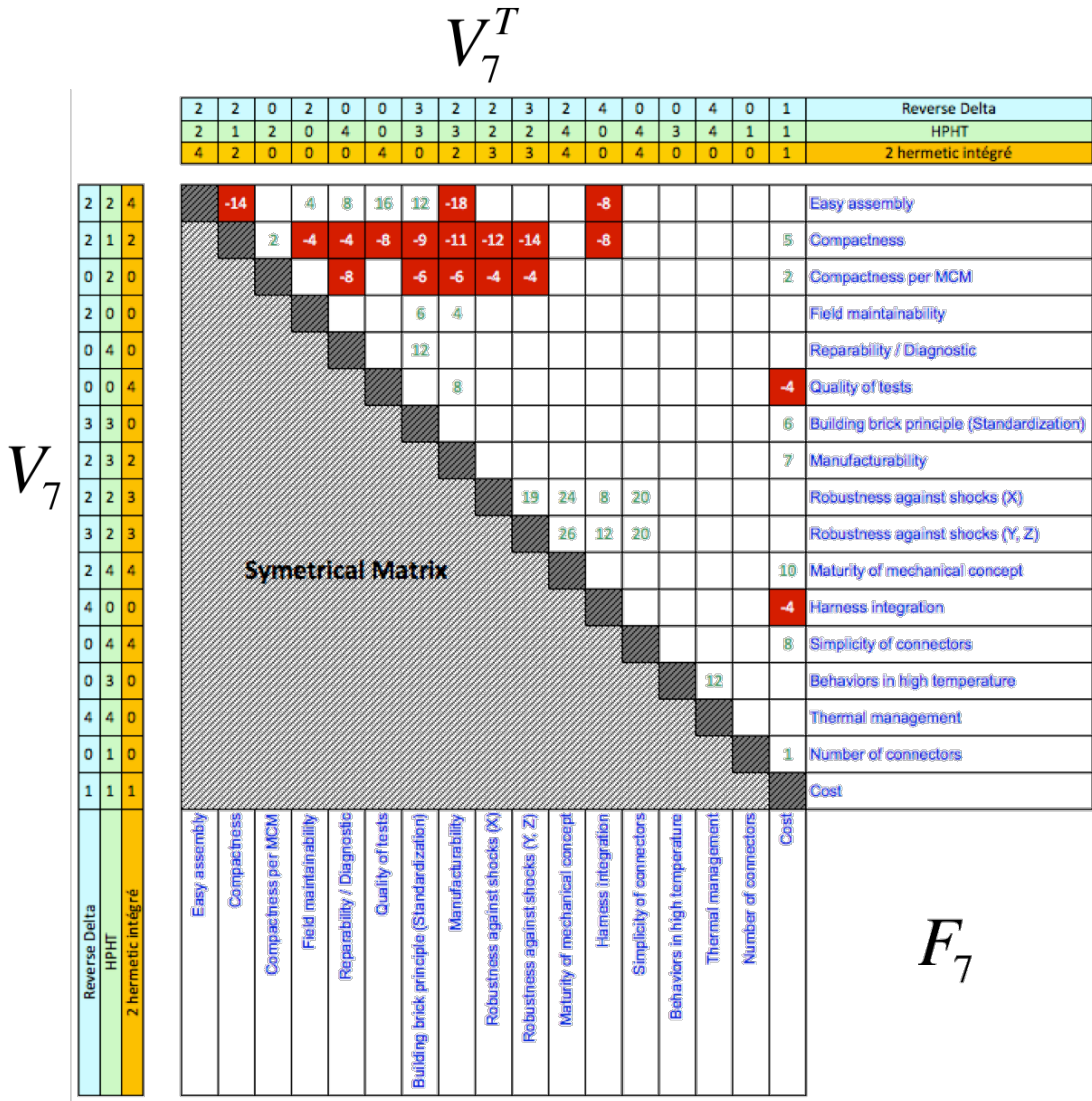 V_7^T
2 2 0 2 0 0 3 2 2 3 2 4 0 0 4 0 1 Reverse Delta
2 1 2 0 4 0 3 3 2 2 4 0 4 3 4 1 1 HPHT
4 2 0 0 0 4 0 2 3 3 4 0 4 0 0 0 1 2 hermetic intégré
2 2 4 -14 4 8 16 12 -18 -8 Easy assembly
2 1 2 2 -4 -4 -8 -9 -11 -12 -14 -8 5 Compactness
0 2 0 -8 -6 -6 -4 -4 2 Compactness per MCM
2 0 0 6 4 Field maintainability
0 4 0 12 Reparability / Diagnostic
0 0 4 8 -4 Quality of tests
3 3 0 6 Building brick principle (Standardization)
2 3 2 7 Manufacturability
V_7
2 2 3 19 24 8 20 Robustness against shocks (X)
3 2 3 26 12 20 Robustness against shocks (Y, Z)
2 4 4 Symetrical Matrix 10 Maturity of mechanical concept
4 0 0 -4 Harness integration
0 4 4 8 Simplicity of connectors
0 3 0 12 Behaviors in high temperature
4 4 0 Thermal management
0 1 0 1 Number of connectors
1 1 1 Cost
Reverse Delta
HPHT
2 hermetic intégré
Easy assembly
Compactness
Compactness per MCM
Field maintainability
Reparability / Diagnostic
Quality of tests
Building brick principle (Standardization)
Manufacturability
Robustness against shocks (X)
Robustness against shocks (Y, Z)
Maturity of mechanical concept
Harness integration
Simplicity of connectors
Behaviors in high temperature
Thermal management
Number of connectors
Cost
F_7